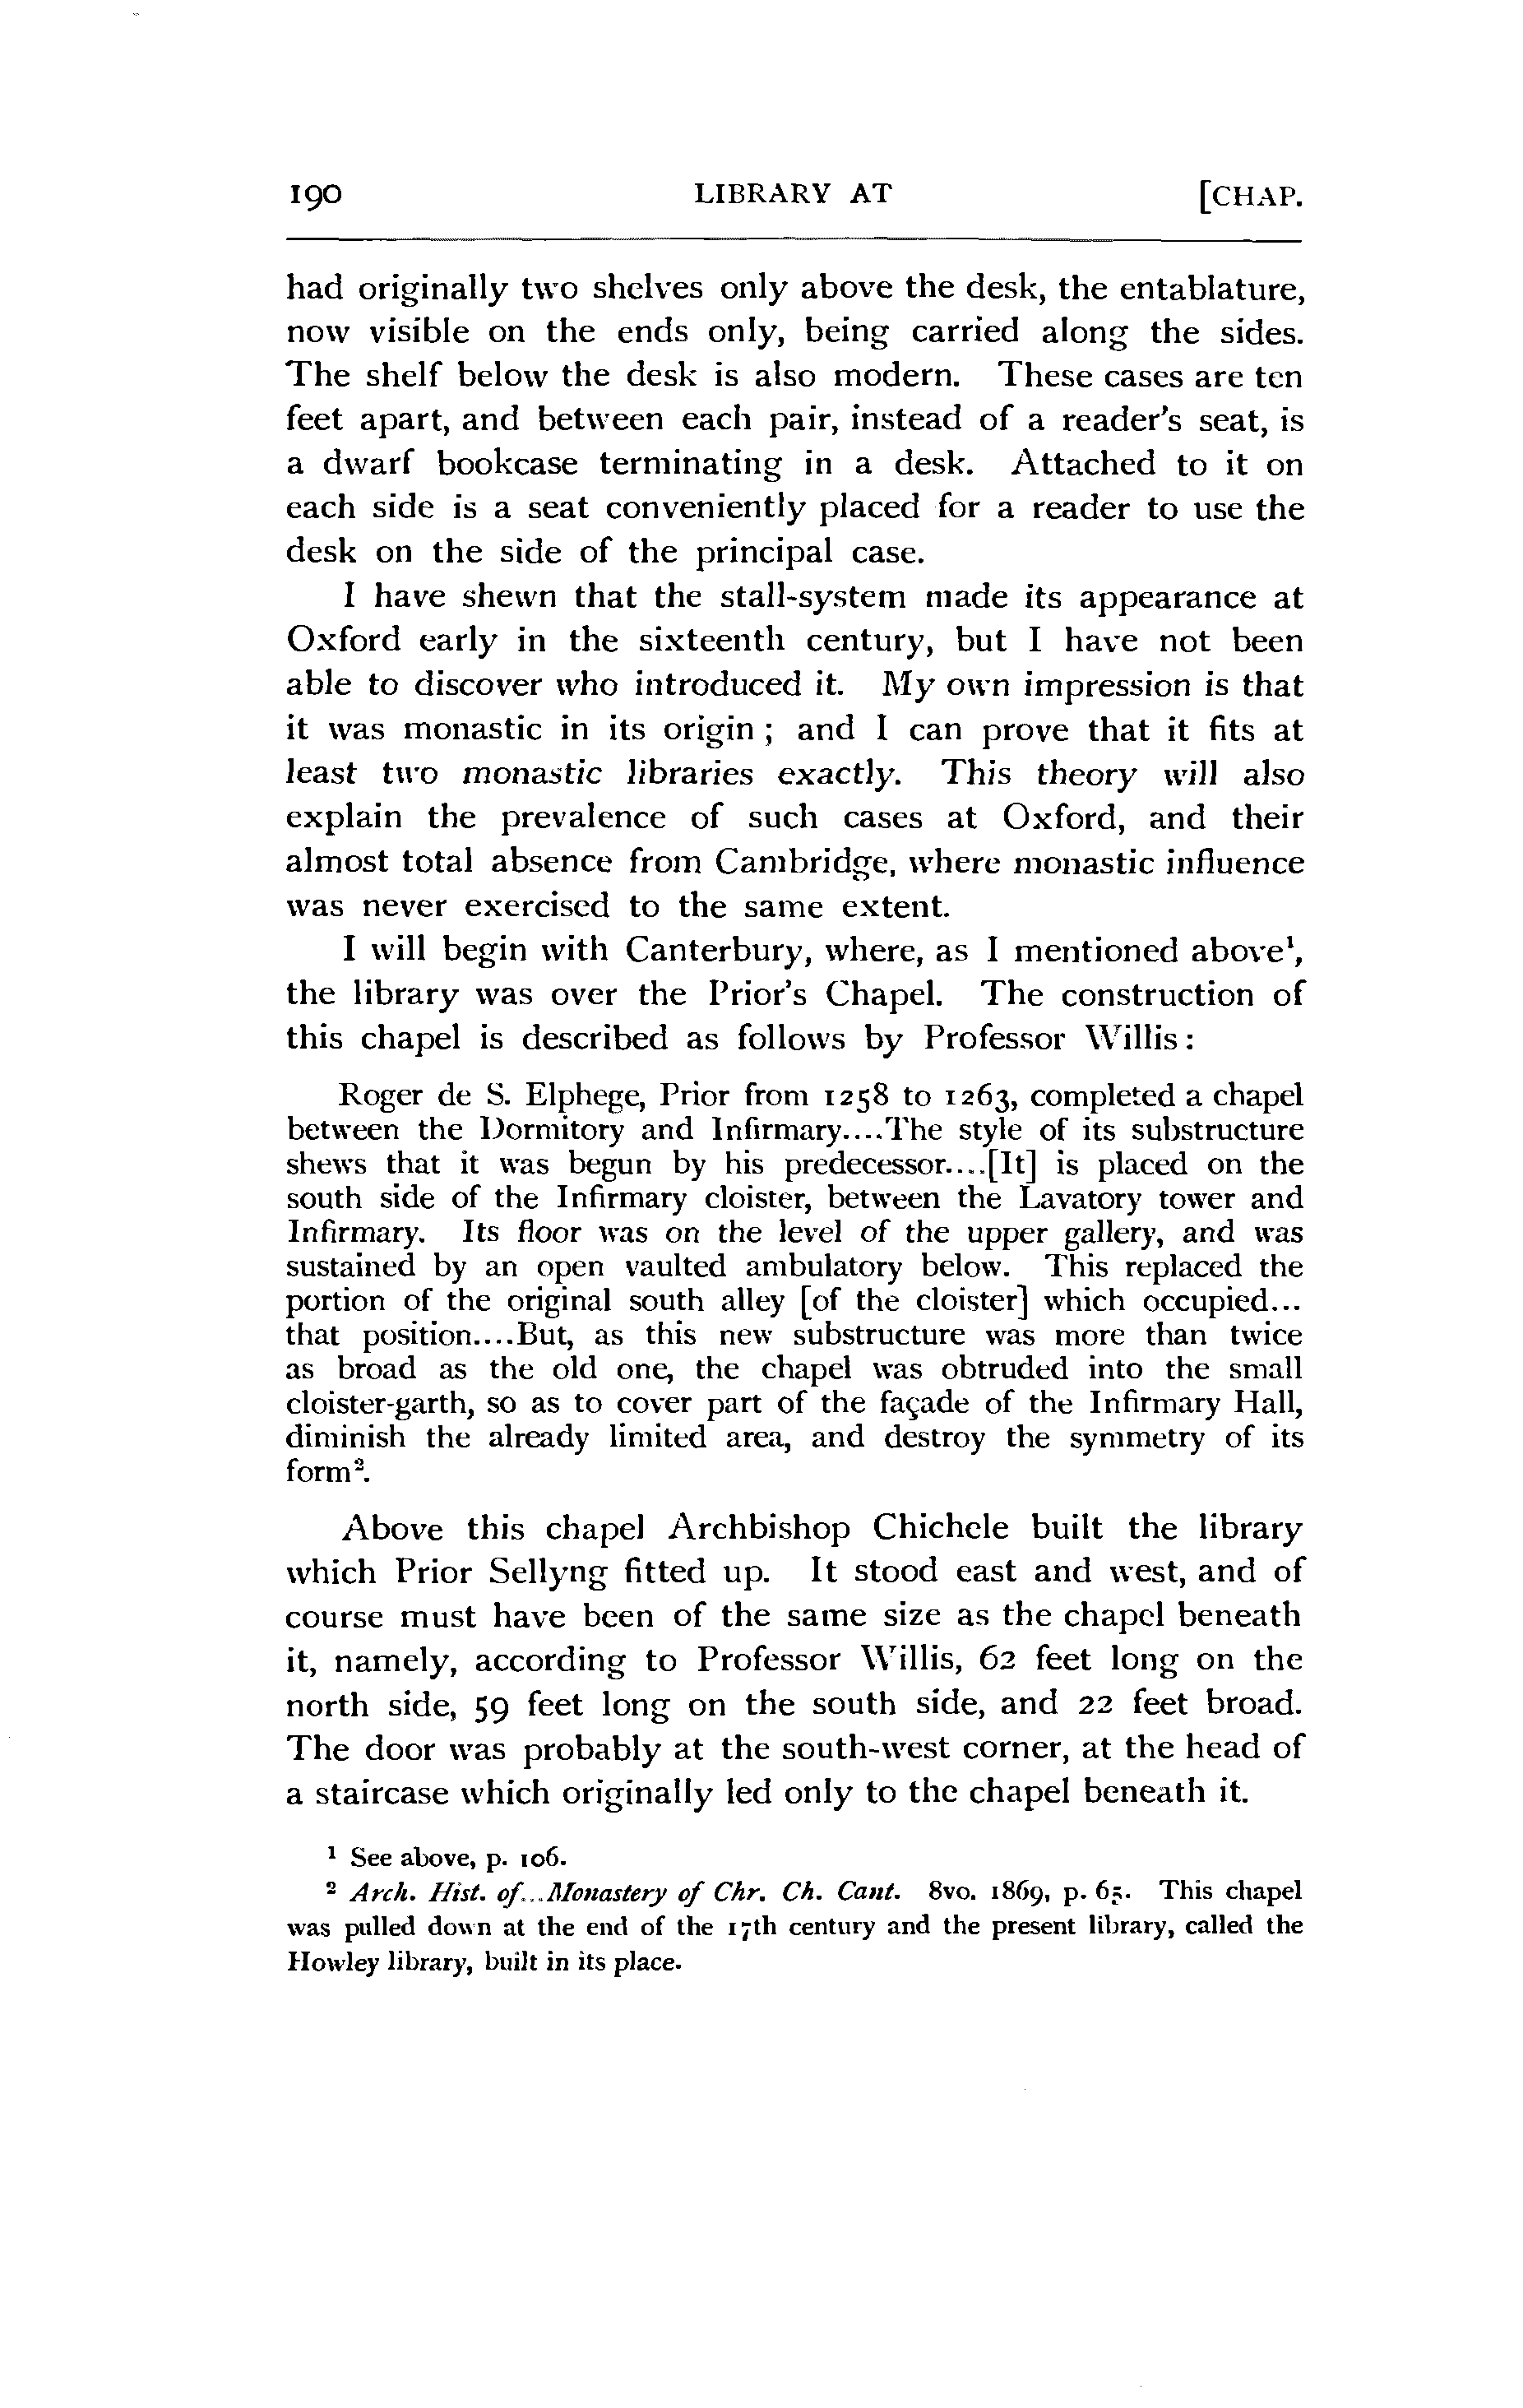 190 LIBRARY AT [CHAP.
had originally two shelves only above the desk, the entablature,
now visible on the ends only, being carried along the sides.
The shelf below the desk is also modern. These cases are ten
feet apart, and between each pair, instead of a reader's seat, is
a dwarf bookcase terminating in a desk. Attached to it on
each side is a seat conveniently placed for a reader to use the
desk on the side of the principal case.
I have shewn that the stall-system made its appearance at
Oxford early in the sixteenth century, but I have not been
able to discover who introduced it. My own impression is that
it was monastic in its origin; and I can prove that it fits at
least two monastic libraries exactly. This theory will also
explain the prevalence of such cases at Oxford, and their
almost total absence from Cambridge, where monastic influence
was never exercised to the same extent.
I will begin with Canterbury, where, as I mentioned above¹,
the library was over the Prior's Chapel. The construction of
this chapel is described as follows by Professor Willis:
Roger de S. Elphege, Prior from 1258 to 1263, completed a chapel
between the Dormitory and Infirmary....The style of its substructure
shews that it was begun by his predecessor....[It] is placed on the
south side of the Infirmary cloister, between the Lavatory tower and
Infirmary. Its floor was on the level of the upper gallery, and was
sustained by an open vaulted ambulatory below. This replaced the
portion of the original south alley [of the cloister] which occupied...
that position....But, as this new substructure was more than twice
as broad as the old one, the chapel was obtruded into the small
cloister-garth, so as to cover part of the façade of the Infirmary Hall,
diminish the already limited area, and destroy the symmetry of its
form².
Above this chapel Archbishop Chichele built the library
which Prior Sellyng fitted up. It stood east and west, and of
course must have been of the same size as the chapel beneath
it, namely, according to Professor Willis, 62 feet long on the
north side, 59 feet long on the south side, and 22 feet broad.
The door was probably at the south-west corner, at the head of
a staircase which originally led only to the chapel beneath it.
¹ See above, p. 106.
² Arch. Hist. of...Monastery of Chr. Ch. Cant. 8vo. 1869, p. 65. This chapel
was pulled down at the end of the 17th century and the present library, called the
Howley library, built in its place.